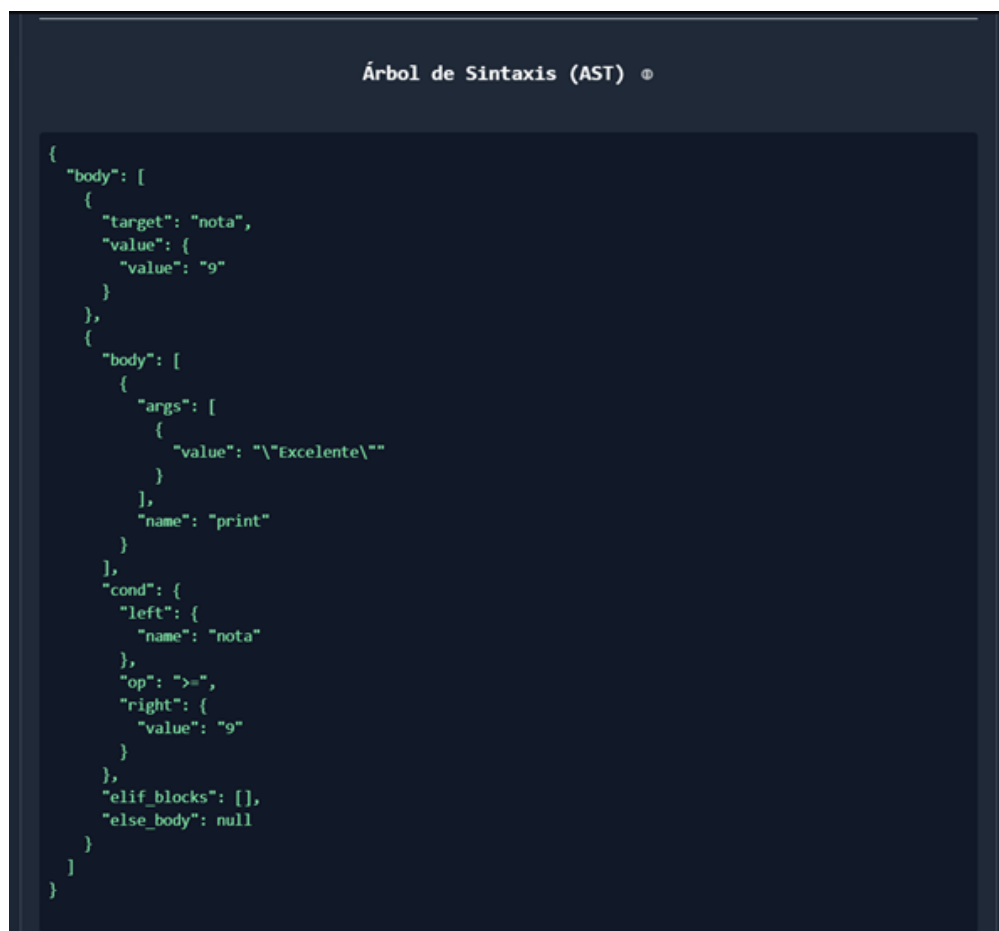 Árbol de Sintaxis (AST)
{
  "body": [
    {
      "target": "nota",
      "value": {
        "value": "9"
      }
    },
    {
      "body": [
        {
          "args": [
            {
              "value": "\"Excelente\""
            }
          ],
          "name": "print"
        }
      ],
      "cond": {
        "left": {
          "name": "nota"
        },
        "op": ">=",
        "right": {
          "value": "9"
        }
      },
      "elif_blocks": [],
      "else_body": null
    }
  ]
}